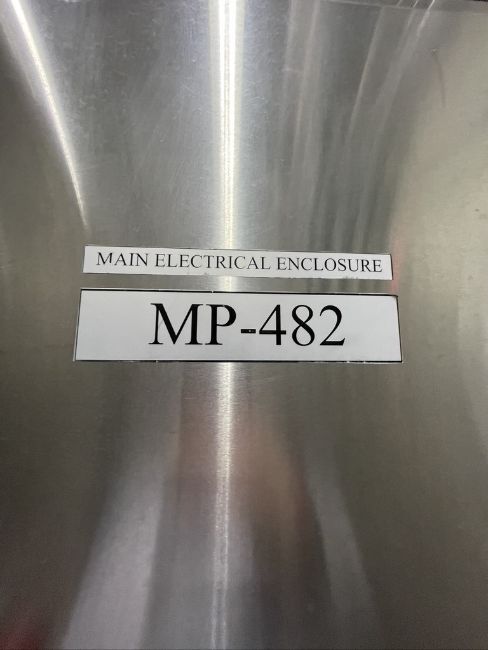 MAIN ELECTRICAL ENCLOSURE
MP-482